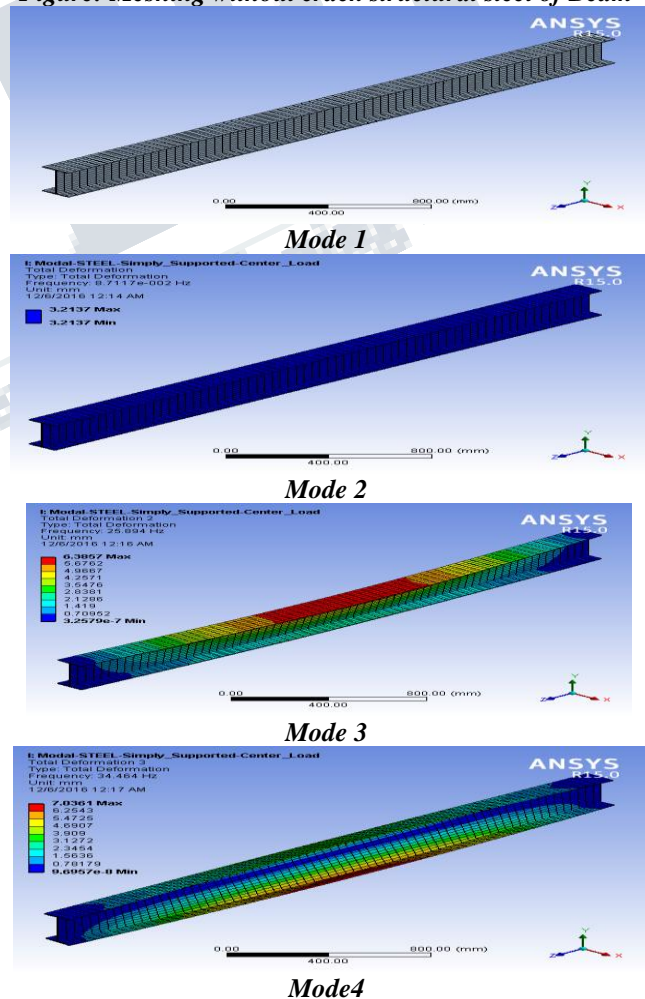 Figure: Meshing without crack structural steel of Beam
ANSYS
R15.0
0.00
800.00 (mm)
400.00
Y
Z
X
Mode 1
I: Modal-STEEL-Simply_Supported-Center_Load
Total Deformation
Type: Total Deformation
Frequency: 8.7117e-002 Hz
Unit: mm
12/6/2016 12:14 AM
3.2137 Max
3.2137 Min
ANSYS
R15.0
0.00
800.00 (mm)
400.00
Y
Z
X
Mode 2
I: Modal-STEEL-Simply_Supported-Center_Load
Total Deformation 2
Type: Total Deformation
Frequency: 25.894 Hz
Unit: mm
12/6/2016 12:16 AM
6.3857 Max
5.6762
4.9667
4.2571
3.5476
2.8381
2.1286
1.419
0.70952
3.2579e-7 Min
ANSYS
R15.0
0.00
800.00 (mm)
400.00
Y
Z
X
Mode 3
I: Modal-STEEL-Simply_Supported-Center_Load
Total Deformation 3
Type: Total Deformation
Frequency: 34.464 Hz
Unit: mm
12/6/2016 12:17 AM
7.0361 Max
6.2543
5.4725
4.6907
3.909
3.1272
2.3454
1.5636
0.78179
9.6957e-8 Min
ANSYS
R15.0
0.00
800.00 (mm)
400.00
Y
Z
X
Mode4